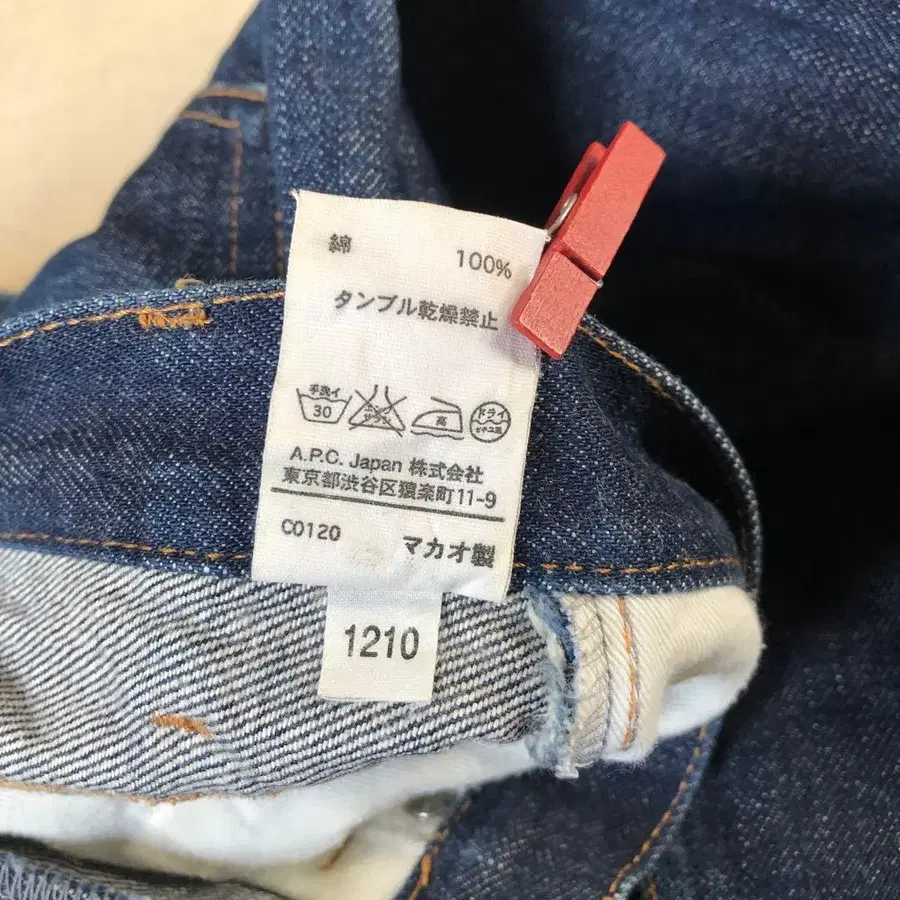 綿 100%
タンブル乾燥禁止
手洗イ 30 高 ドライ
A.P.C. Japan 株式会社
東京都渋谷区猿楽町11-9
C0120 マカオ製
1210